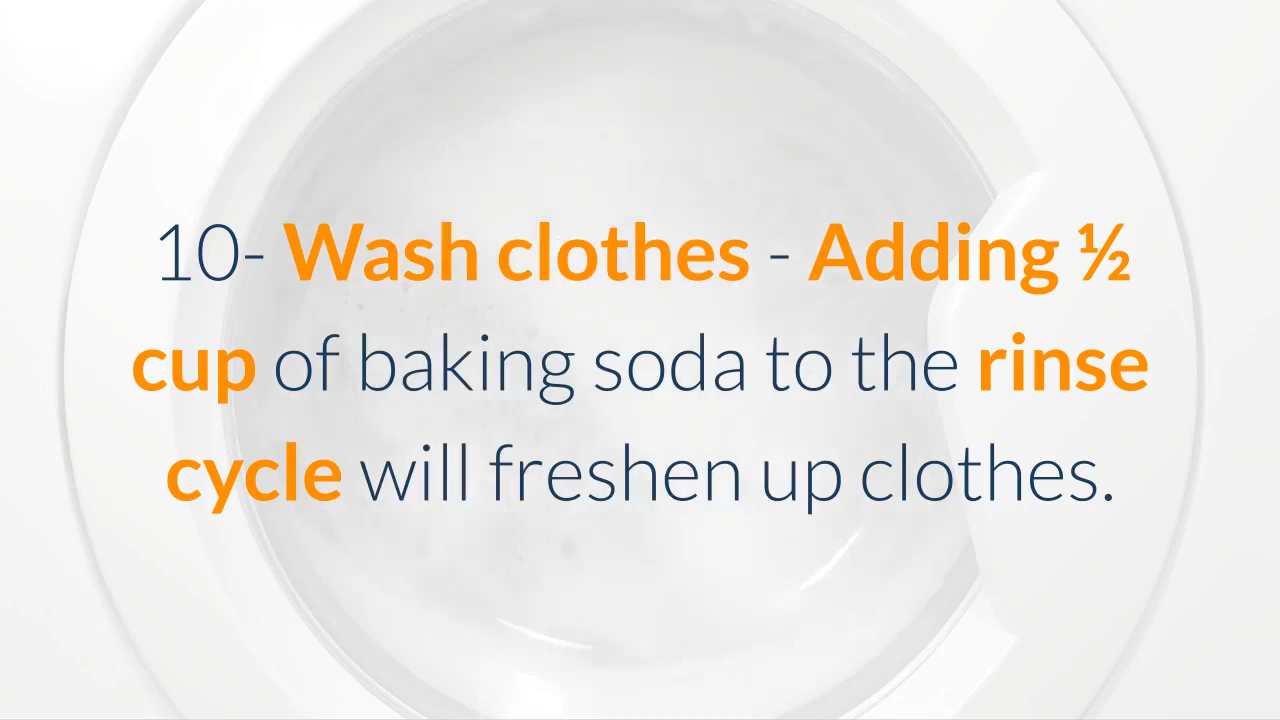 10- Wash clothes - Adding ½
cup of baking soda to the rinse
cycle will freshen up clothes.